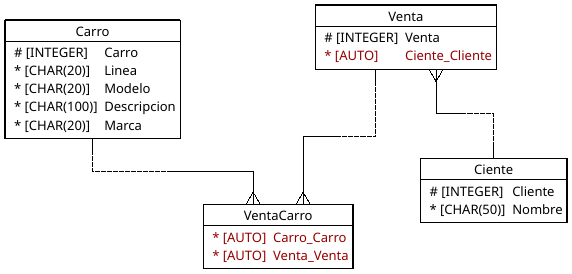 Carro
# [INTEGER] Carro
* [CHAR(20)] Linea
* [CHAR(20)] Modelo
* [CHAR(100)] Descripcion
* [CHAR(20)] Marca
Venta
# [INTEGER] Venta
* [AUTO] Ciente_Cliente
Ciente
# [INTEGER] Cliente
* [CHAR(50)] Nombre
VentaCarro
* [AUTO] Carro_Carro
* [AUTO] Venta_Venta